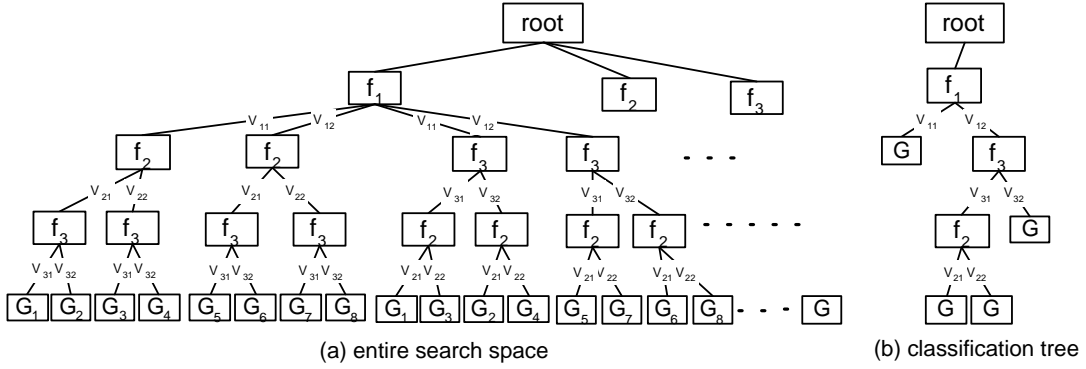 root root
f1 f2 f3 f1
V11 V12 V11 V12 V11 V12
f2 f2 f3 f3 . . . G f3
V21 V22 V21 V22 V31 V32 V31 V32 V31 V32
f3 f3 f3 f3 f2 f2 f2 f2 . . . . . f2 G
V31 V32 V31 V32 V31 V32 V31 V32 V21 V22 V21 V22 V21 V22 V21 V22 V21 V22
G1 G2 G3 G4 G5 G6 G7 G8 G1 G3 G2 G4 G5 G7 G6 G8 . . . . G G G
(a) entire search space (b) classification tree